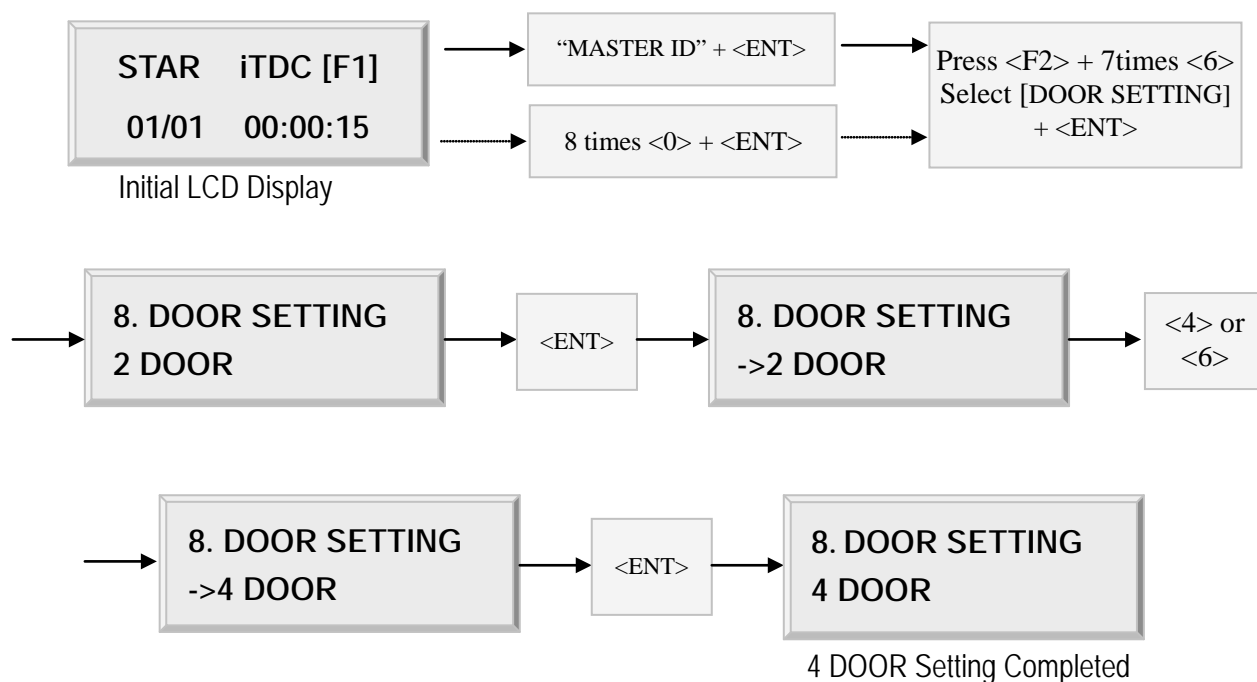 STAR iTDC [F1]
01/01 00:00:15
Initial LCD Display
“MASTER ID” + <ENT>
8 times <0> + <ENT>
Press <F2> + 7times <6>
Select [DOOR SETTING]
+ <ENT>
8. DOOR SETTING
2 DOOR
<ENT>
8. DOOR SETTING
->2 DOOR
<4> or
<6>
8. DOOR SETTING
->4 DOOR
<ENT>
8. DOOR SETTING
4 DOOR
4 DOOR Setting Completed